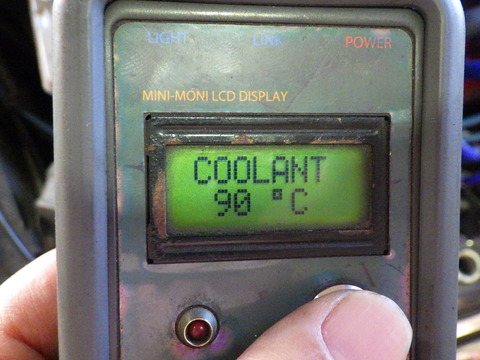 LIGHT LINK POWER
MINI-MONI LCD DISPLAY
COOLANT
90 °C